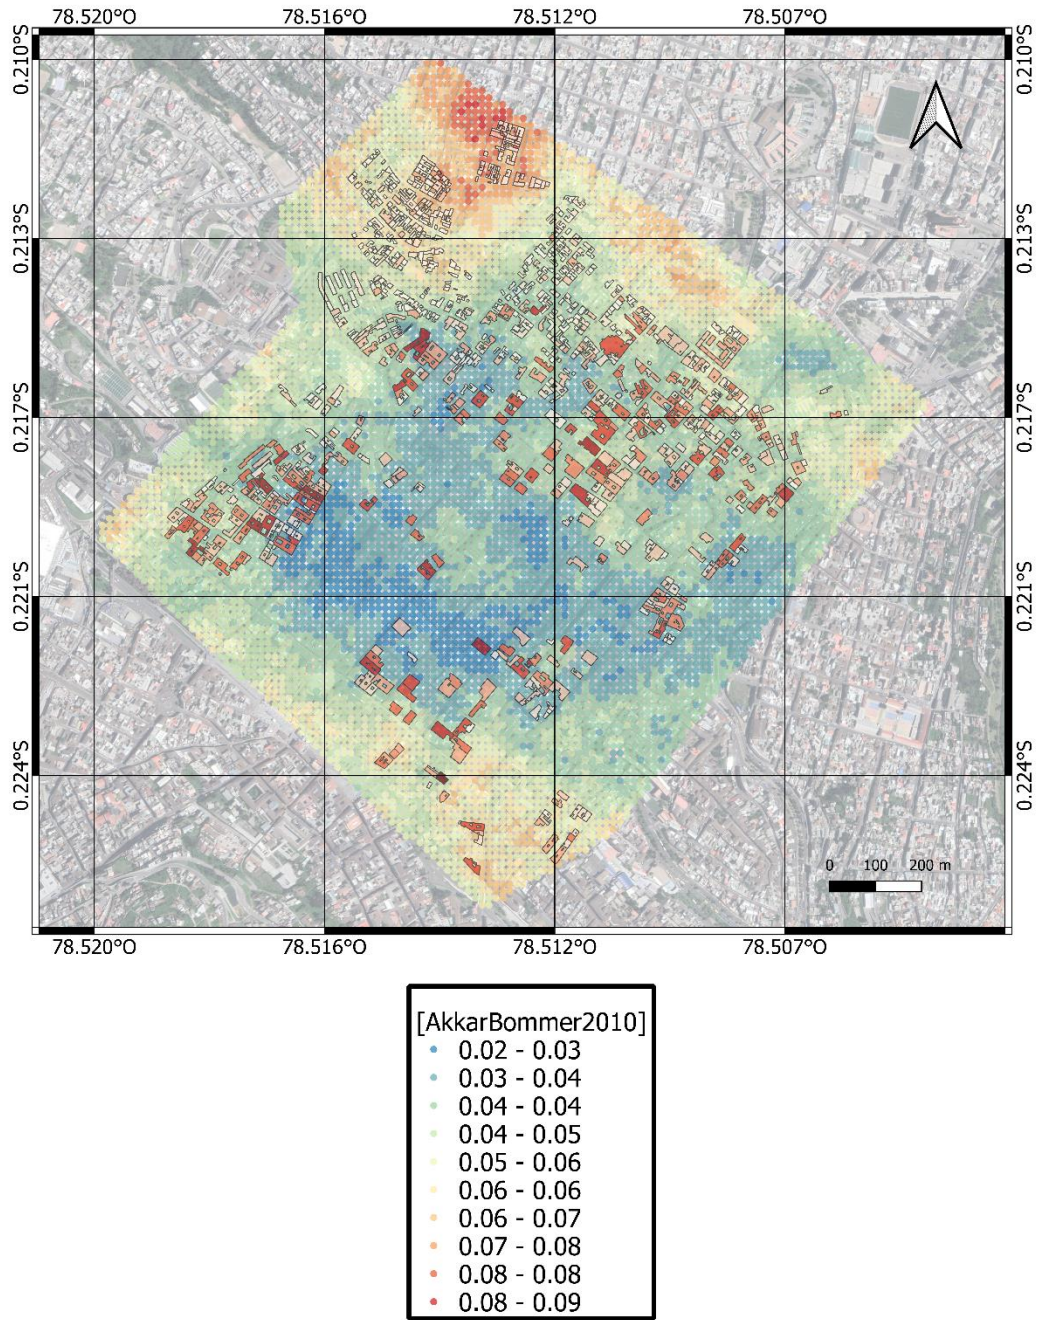 78.520°O 78.516°O 78.512°O 78.507°O
0.210°S 0.210°S
0.213°S 0.213°S
0.217°S 0.217°S
0.221°S 0.221°S
0.224°S 0.224°S
0 100 200 m
78.520°O 78.516°O 78.512°O 78.507°O
[AkkarBommer2010]
0.02 - 0.03
0.03 - 0.04
0.04 - 0.04
0.04 - 0.05
0.05 - 0.06
0.06 - 0.06
0.06 - 0.07
0.07 - 0.08
0.08 - 0.08
0.08 - 0.09